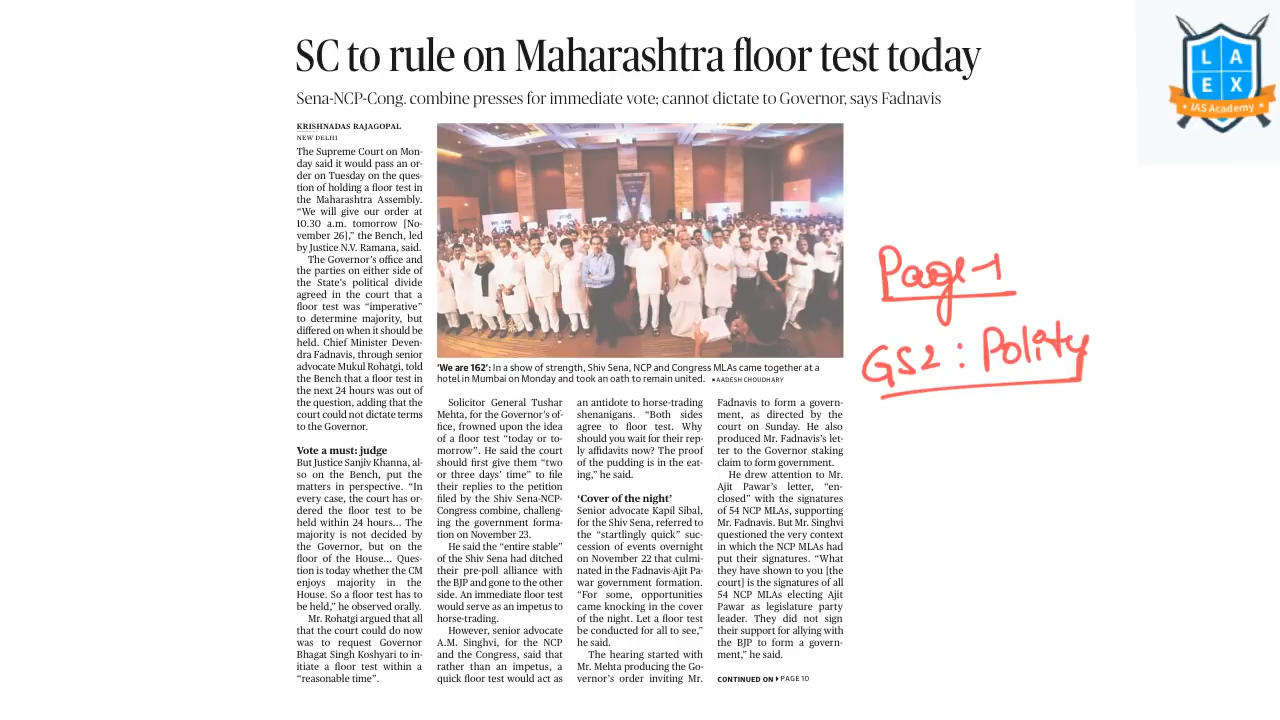 SC to rule on Maharashtra floor test today
Sena-NCP-Cong. combine presses for immediate vote; cannot dictate to Governor, says Fadnavis
KRISHNADAS RAJAGOPAL
NEW DELHI
The Supreme Court on Mon-
day said it would pass an or-
der on Tuesday on the ques-
tion of holding a floor test in
the Maharashtra Assembly.
“We will give our order at
10.30 a.m. tomorrow [No-
vember 26],” the Bench, led
by Justice N.V. Ramana, said.
The Governor’s office and
the parties on either side of
the State’s political divide
agreed in the court that a
floor test was “imperative”
to determine majority, but
differed on when it should be
held. Chief Minister Deven-
dra Fadnavis, through senior
advocate Mukul Rohatgi, told
the Bench that a floor test in
the next 24 hours was out of
the question, adding that the
court could not dictate terms
to the Governor.
Vote a must: judge
But Justice Sanjiv Khanna, al-
so on the Bench, put the
matters in perspective. “In
every case, the court has or-
dered the floor test to be
held within 24 hours... The
majority is not decided by
the Governor, but on the
floor of the House... Ques-
tion is today whether the CM
enjoys majority in the
House. So a floor test has to
be held,” he observed orally.
Mr. Rohatgi argued that all
that the court could do now
was to request Governor
Bhagat Singh Koshyari to in-
itiate a floor test within a
“reasonable time”.
WE ARE
162
‘We are 162’: In a show of strength, Shiv Sena, NCP and Congress MLAs came together at a
hotel in Mumbai on Monday and took an oath to remain united. ▪AADESH CHOUDHARY
Solicitor General Tushar
Mehta, for the Governor’s of-
fice, frowned upon the idea
of a floor test “today or to-
morrow”. He said the court
should first give them “two
or three days’ time” to file
their replies to the petition
filed by the Shiv Sena-NCP-
Congress combine, challeng-
ing the government forma-
tion on November 23.
He said the “entire stable”
of the Shiv Sena had ditched
their pre-poll alliance with
the BJP and gone to the other
side. An immediate floor test
would serve as an impetus to
horse-trading.
However, senior advocate
A.M. Singhvi, for the NCP
and the Congress, said that
rather than an impetus, a
quick floor test would act as
an antidote to horse-trading
shenanigans. “Both sides
agree to floor test. Why
should you wait for their rep-
ly affidavits now? The proof
of the pudding is in the eat-
ing,” he said.
‘Cover of the night’
Senior advocate Kapil Sibal,
for the Shiv Sena, referred to
the “startlingly quick” suc-
cession of events overnight
on November 22 that culmi-
nated in the Fadnavis-Ajit Pa-
war government formation.
“For some, opportunities
came knocking in the cover
of the night. Let a floor test
be conducted for all to see,”
he said.
The hearing started with
Mr. Mehta producing the Go-
vernor’s order inviting Mr.
Fadnavis to form a govern-
ment, as directed by the
court on Sunday. He also
produced Mr. Fadnavis’s let-
ter to the Governor staking
claim to form government.
He drew attention to Mr.
Ajit Pawar’s letter, “en-
closed” with the signatures
of 54 NCP MLAs, supporting
Mr. Fadnavis. But Mr. Singhvi
questioned the very context
in which the NCP MLAs had
put their signatures. “What
they have shown to you [the
court] is the signatures of all
54 NCP MLAs electing Ajit
Pawar as legislature party
leader. They did not sign
their support for allying with
the BJP to form a govern-
ment,” he said.
CONTINUED ON ▸ PAGE 10
Page-1
GS2 : Polity
L A
E X
IAS Academy